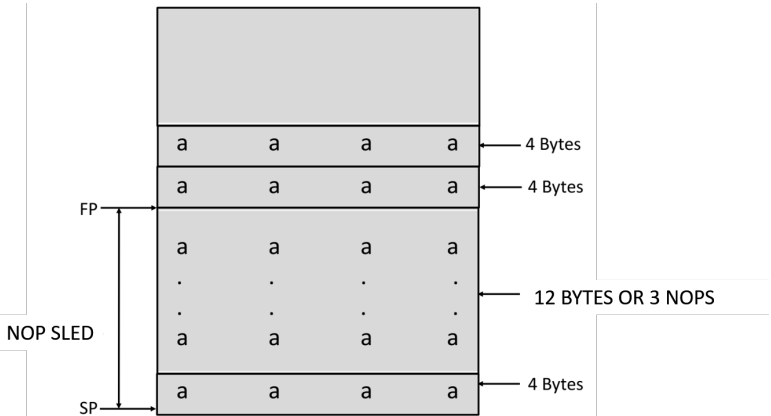 a a a a
4 Bytes
a a a a
4 Bytes
FP
a a a a
. . . .
12 BYTES OR 3 NOPS
. . . .
NOP SLED
a a a a
a a a a
4 Bytes
SP